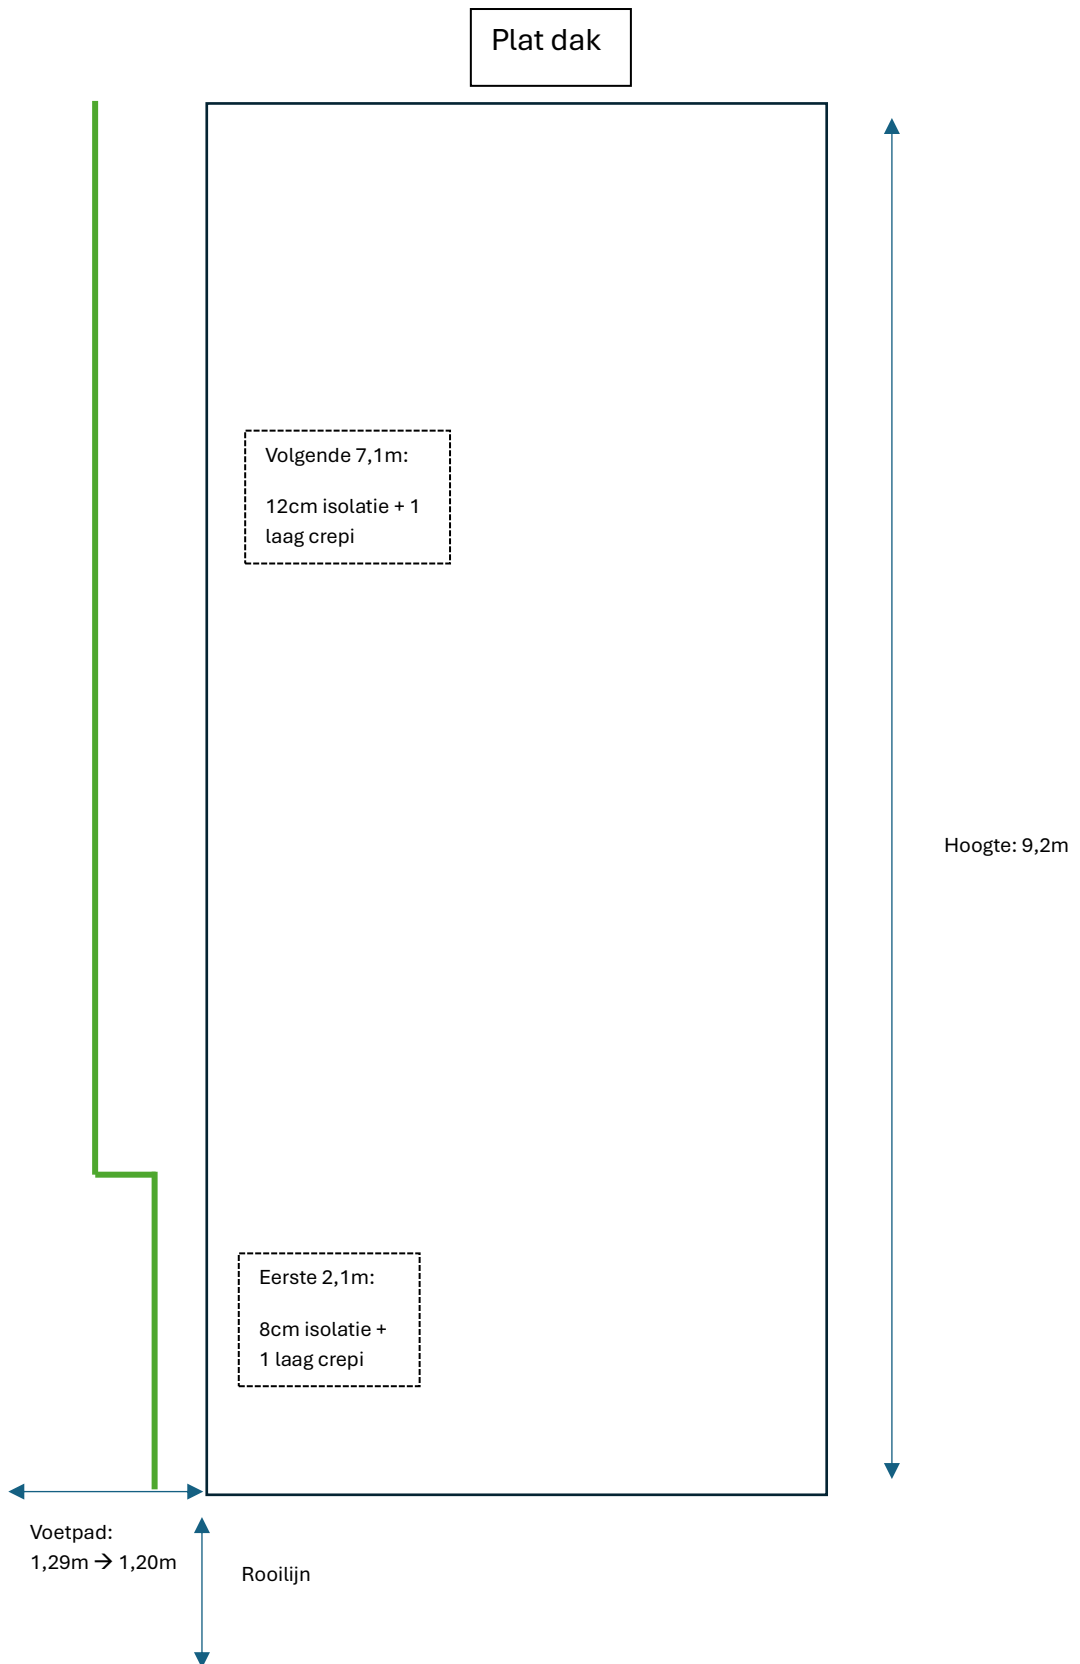 Plat dak
Volgende 7,1m:
12cm isolatie + 1
laag crepi
Hoogte: 9,2m
Eerste 2,1m:
8cm isolatie +
1 laag crepi
Voetpad:
1,29m → 1,20m
Rooilijn